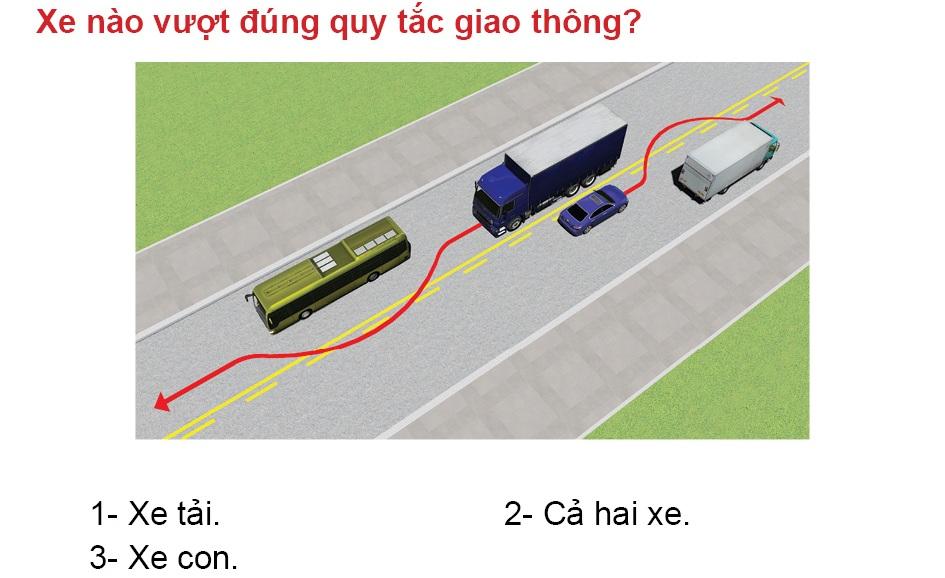 Xe nào vượt đúng quy tắc giao thông?
1- Xe tải. 2- Cả hai xe.
3- Xe con.